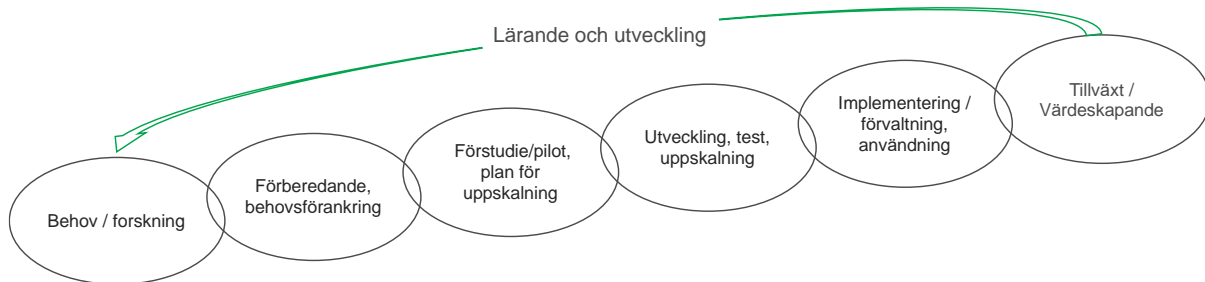 Lärande och utveckling
Behov / forskning
Förberedande,
behovsförankring
Förstudie/pilot,
plan för
uppskalning
Utveckling, test,
uppskalning
Implementering /
förvaltning,
användning
Tillväxt /
Värdeskapande